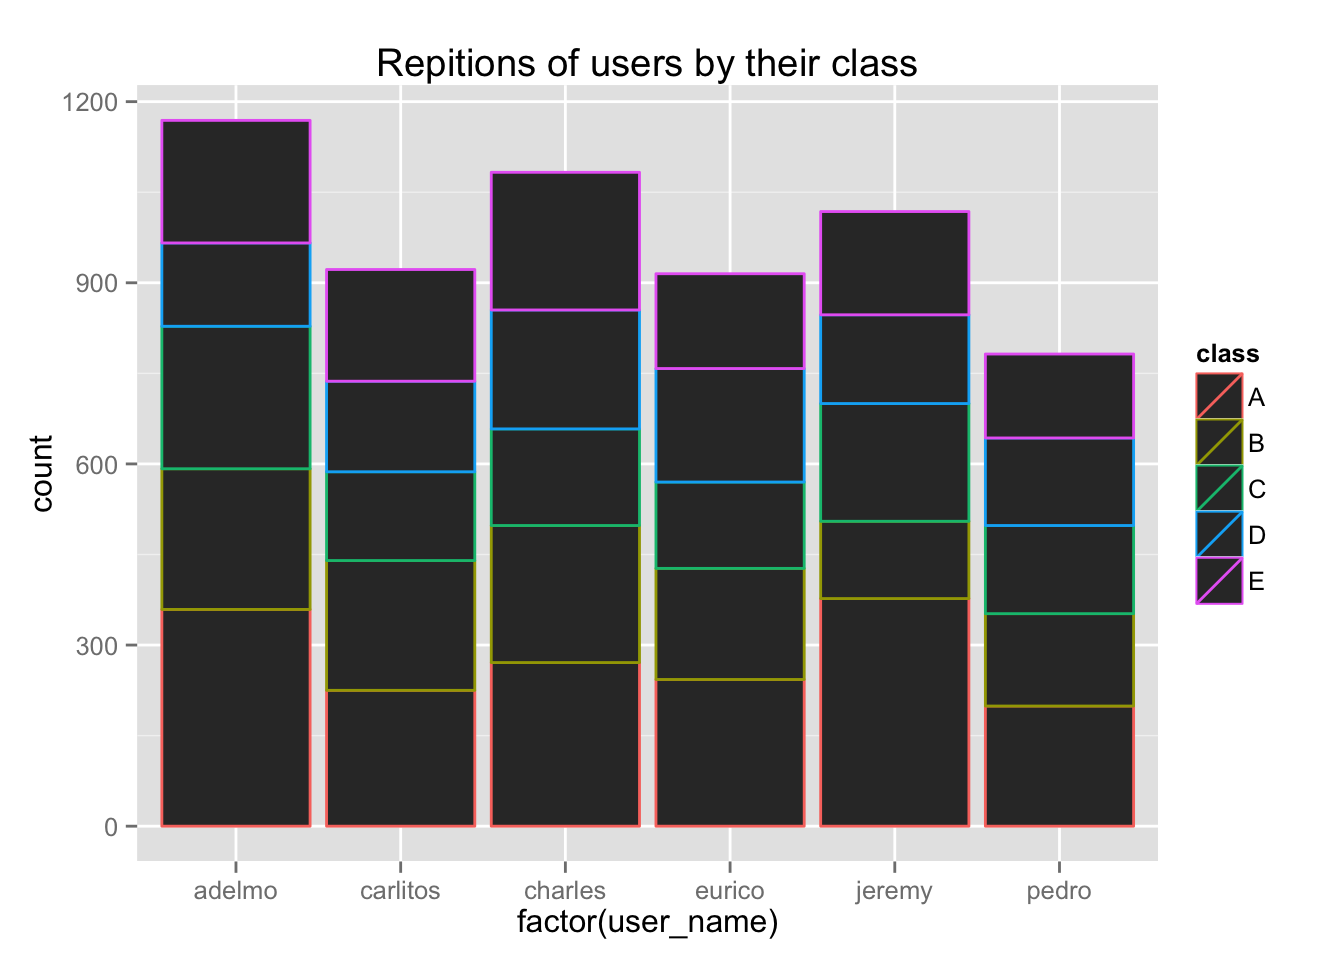 Repitions of users by their class
1200
900
600
300
0
count
adelmo carlitos charles eurico jeremy pedro
factor(user_name)
class
A
B
C
D
E